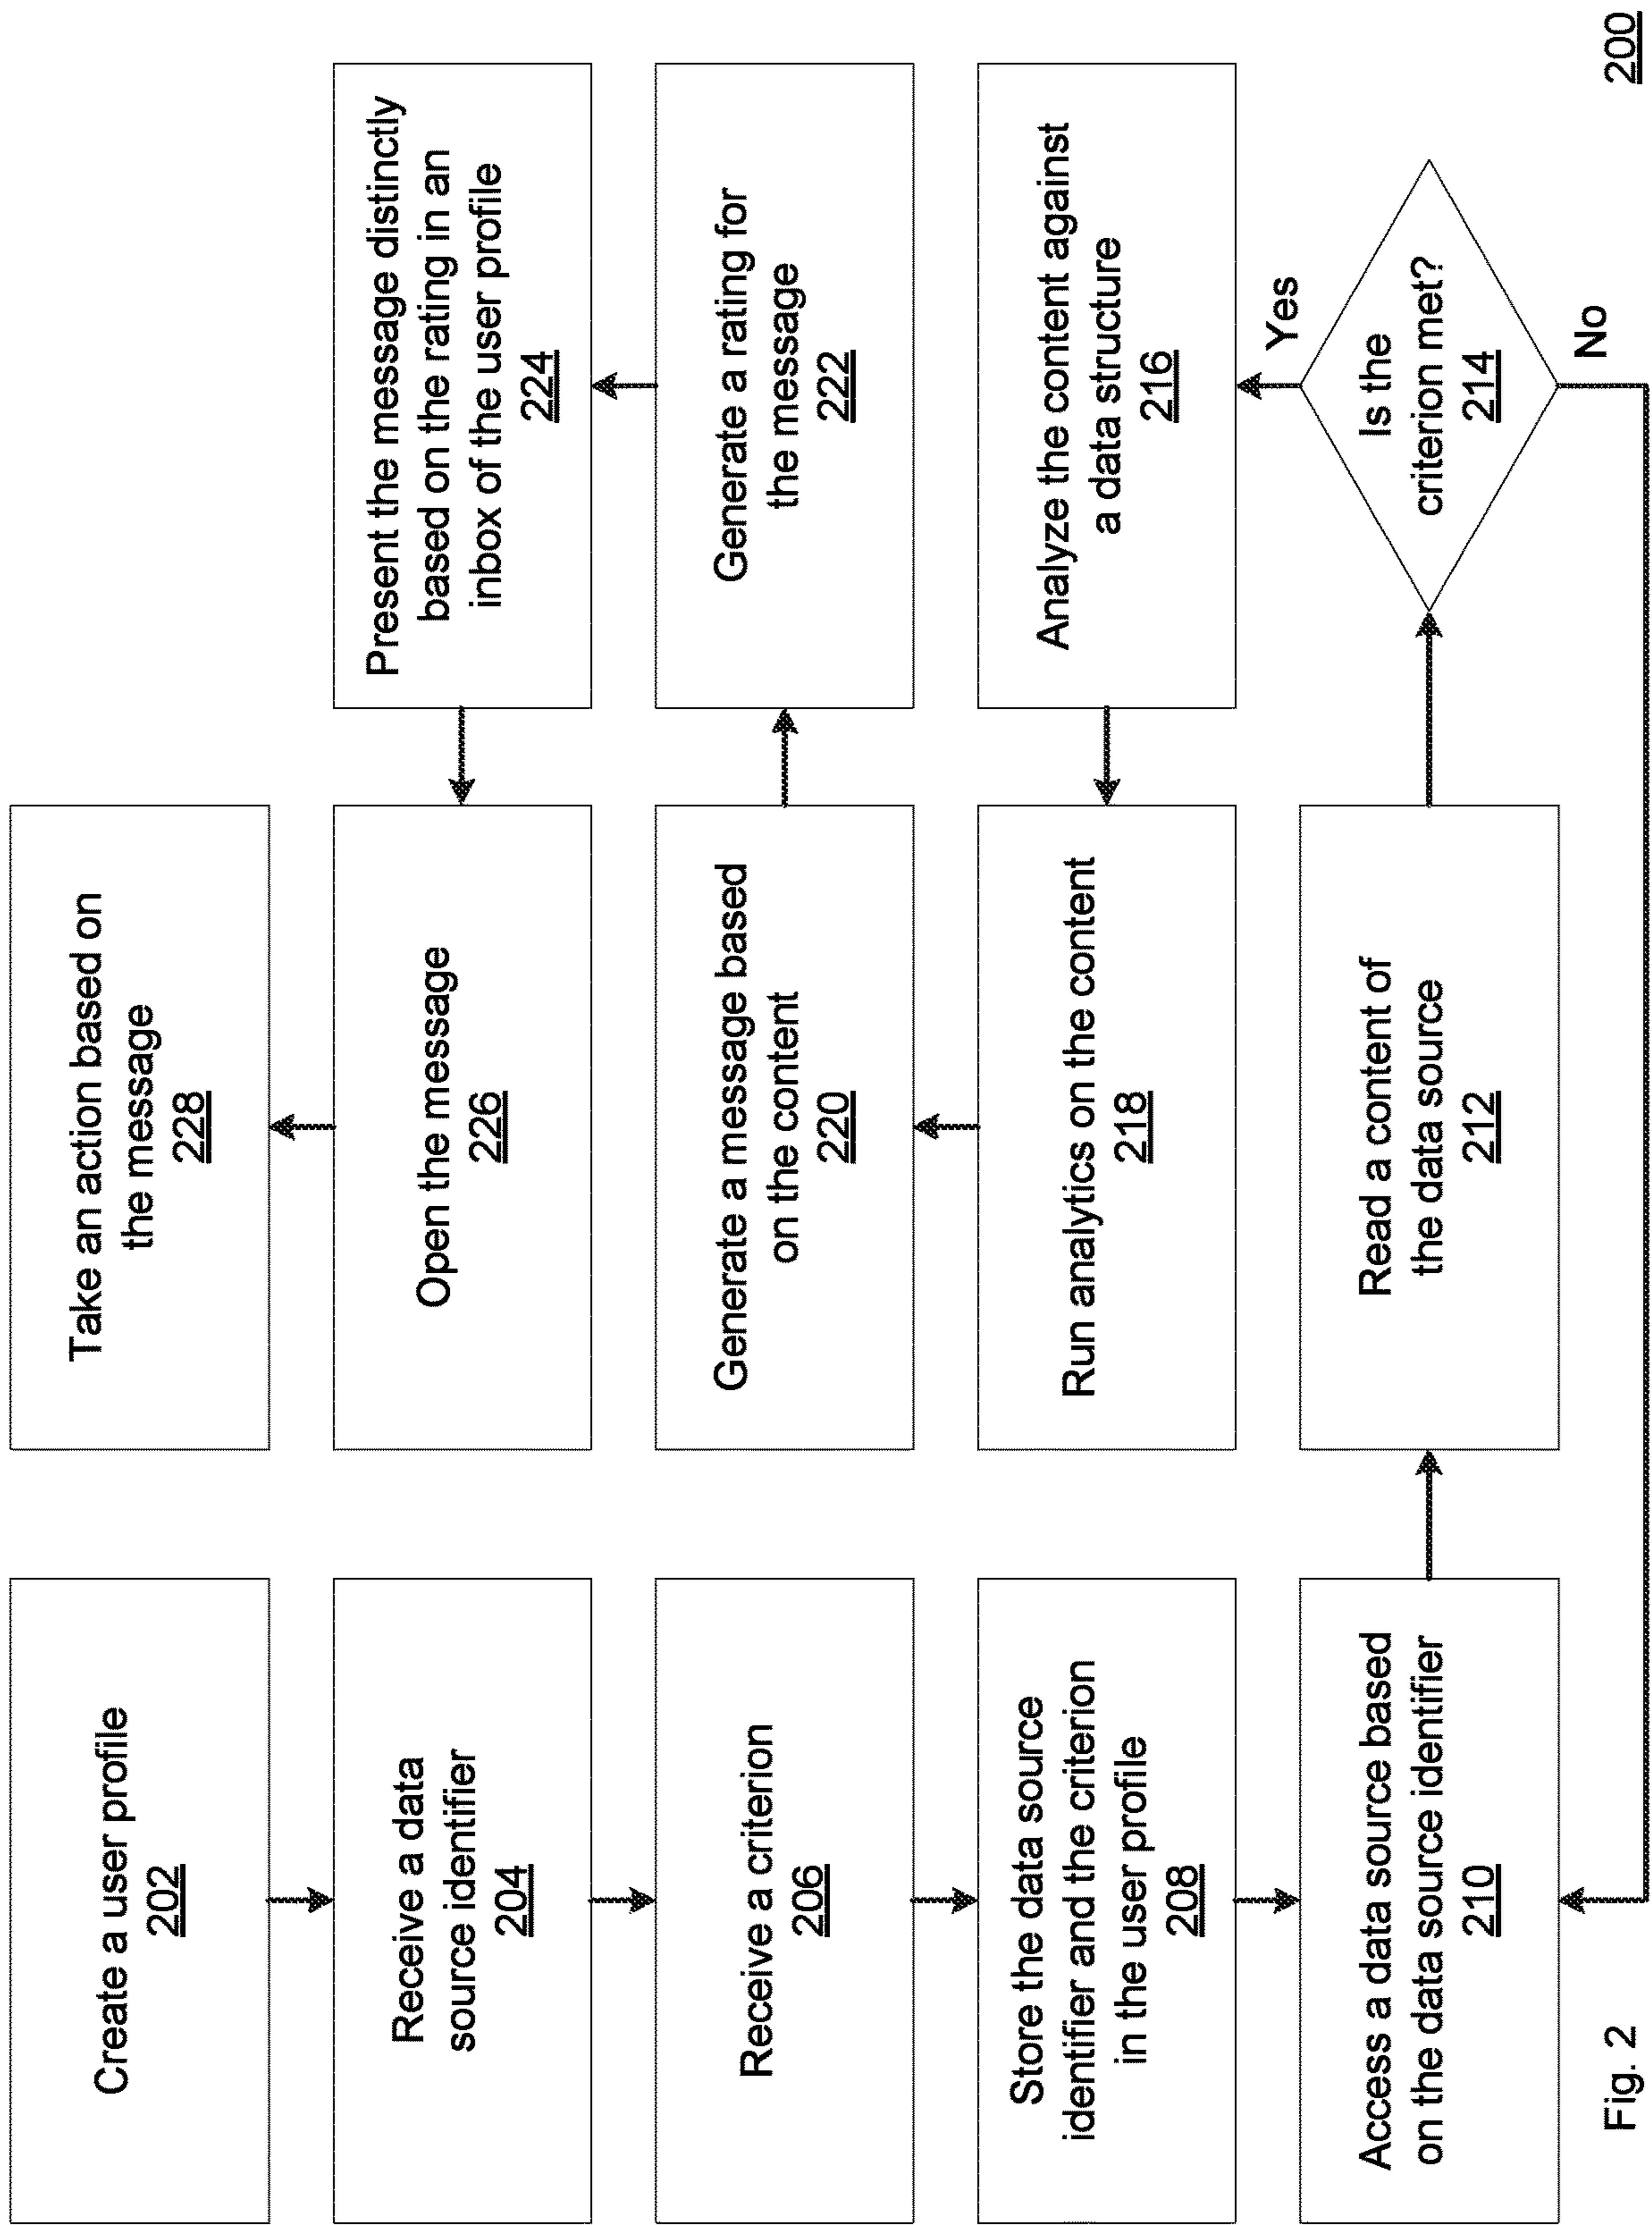 Create a user profile
202
Receive a data
source identifier
204
Receive a criterion
206
Store the data source
identifier and the criterion
in the user profile
208
Access a data source based
on the data source identifier
210
Read a content of
the data source
212
Is the
criterion met?
214
Yes
No
Analyze the content against
a data structure
216
Run analytics on the content
218
Generate a message based
on the content
220
Generate a rating for
the message
222
Present the message distinctly
based on the rating in an
inbox of the user profile
224
Open the message
226
Take an action based on
the message
228
Fig. 2
200